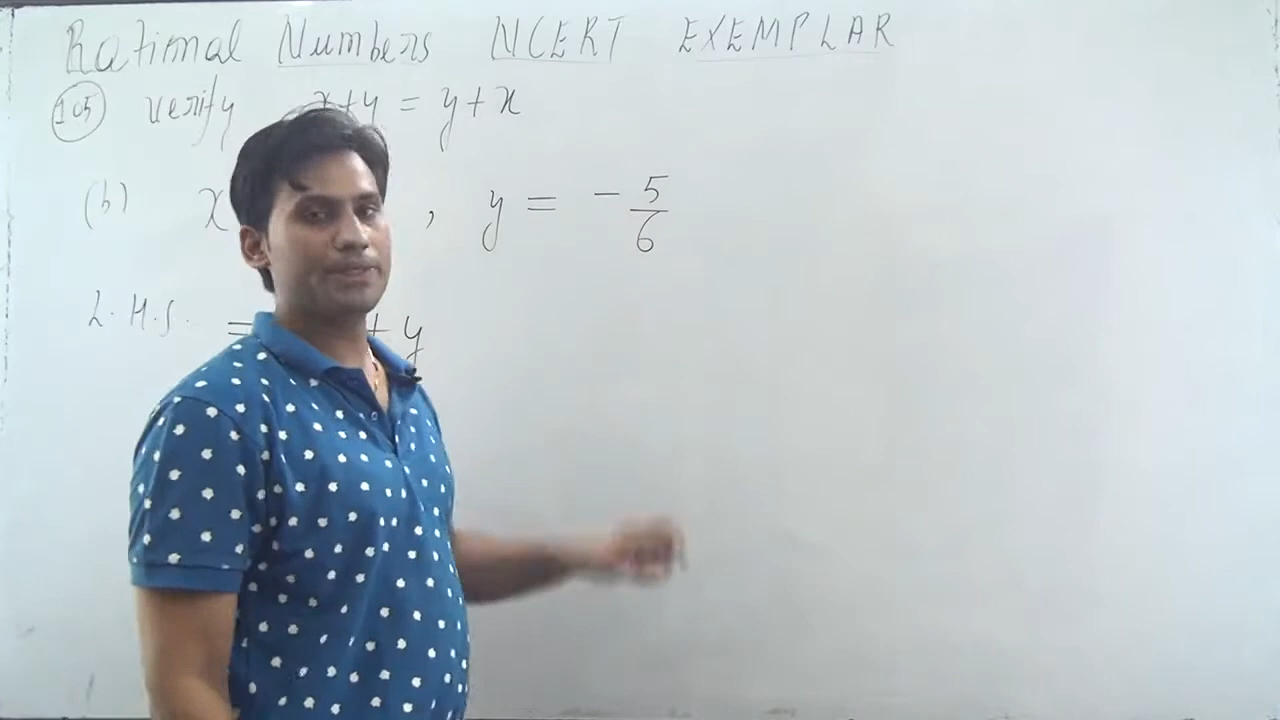 Rational Numbers NCERT EXEMPLAR
105 verify x+y = y+x
(b) x , y = -5/6
L.H.S. = + y